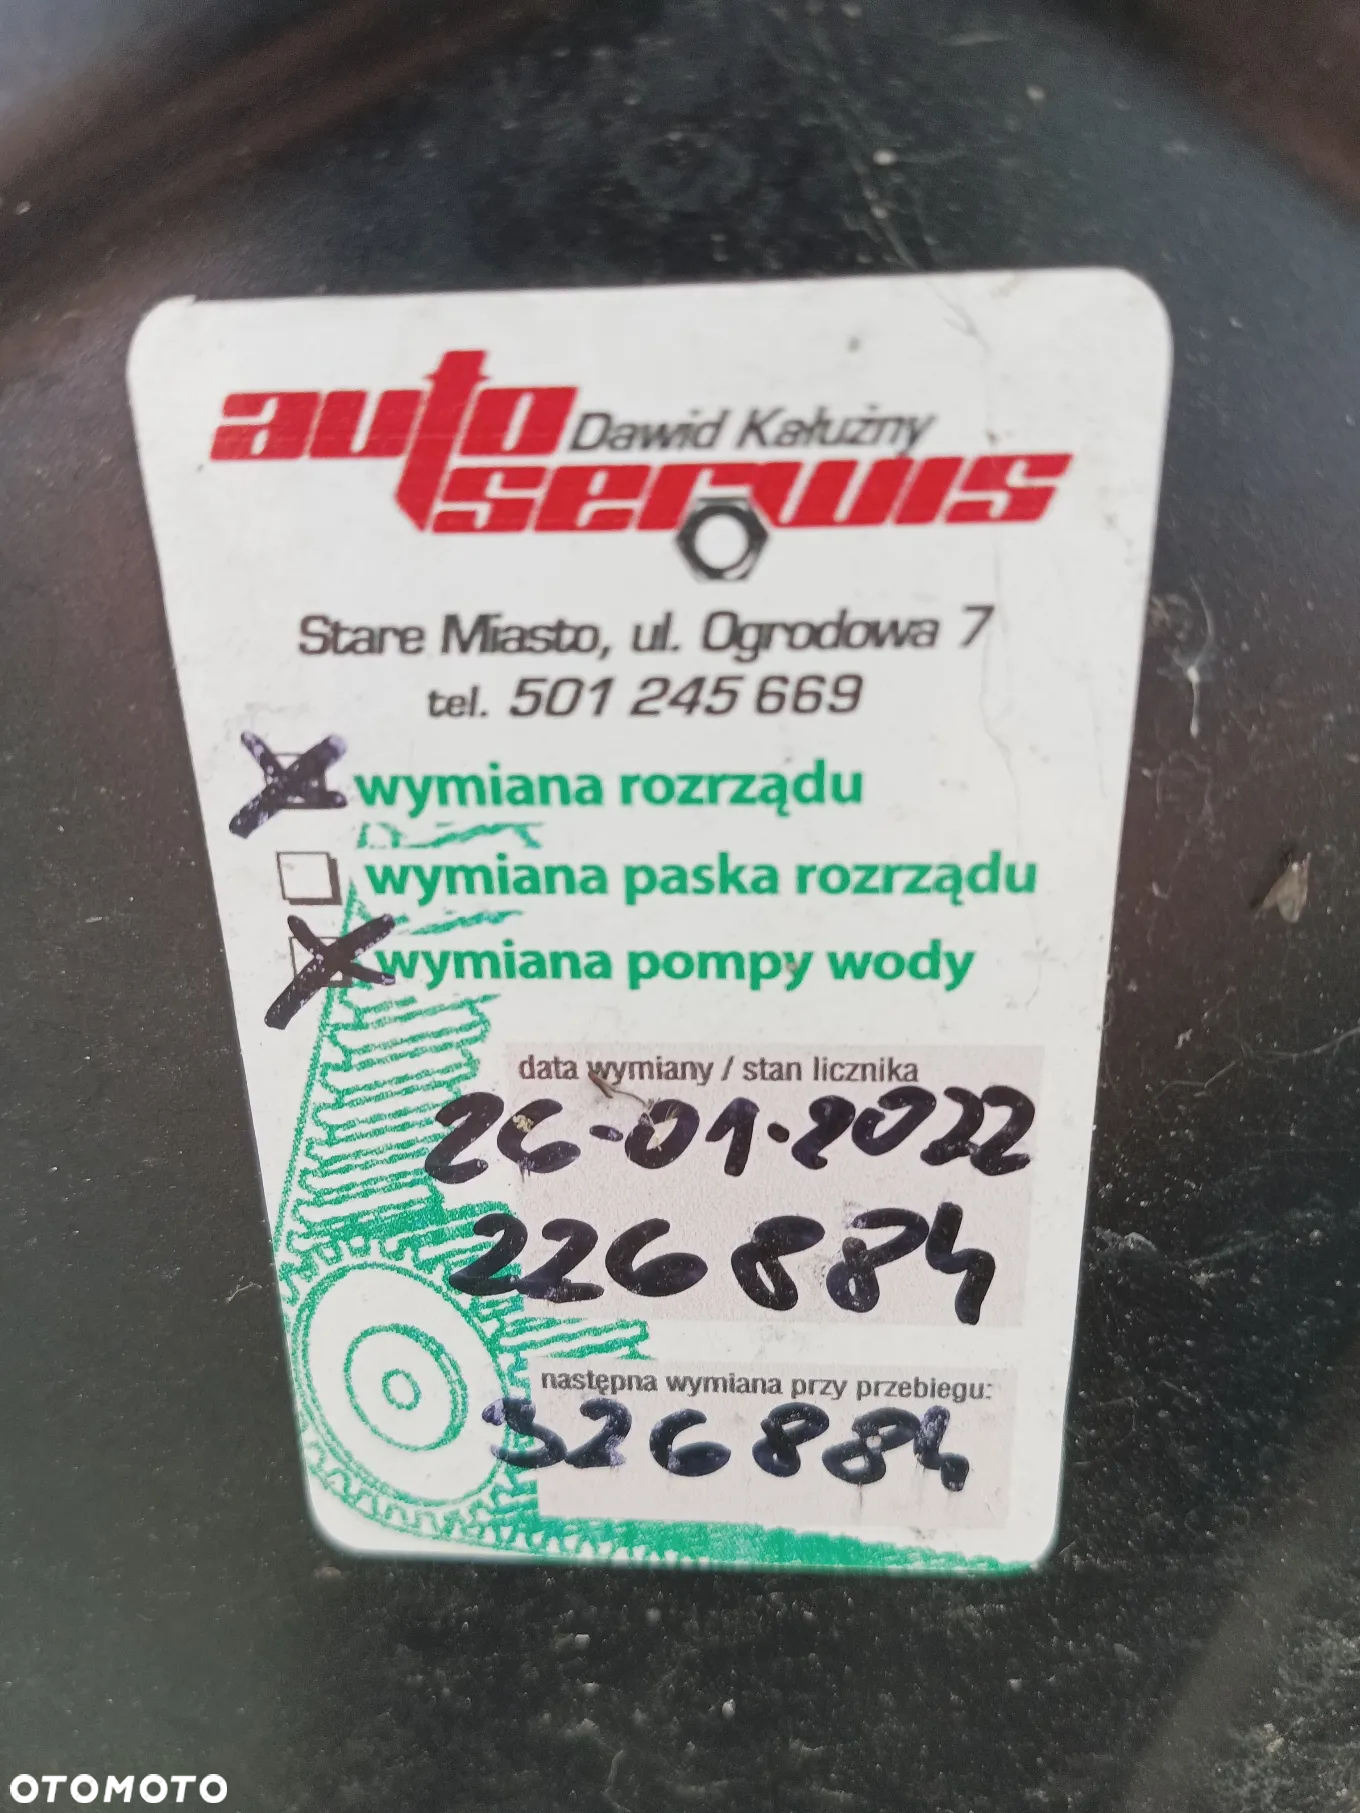 auto Dawid Kałużny
serwis
Stare Miasto, ul. Ogrodowa 7
tel. 501 245 669
wymiana rozrządu
wymiana paska rozrządu
wymiana pompy wody
data wymiany / stan licznika
26-01.2022
226884
następna wymiana przy przebiegu:
326884
OTOMOTO